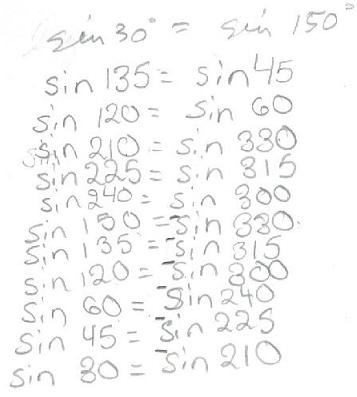 sin 30° = sin 150°
sin 135 = sin 45
sin 120 = sin 60
sin 210 = sin 330
sin 225 = sin 315
sin 240 = sin 300
sin 150 = -sin 330
sin 135 = -sin 315
sin 120 = -sin 300
sin 60 = -sin 240
sin 45 = -sin 225
sin 30 = -sin 210